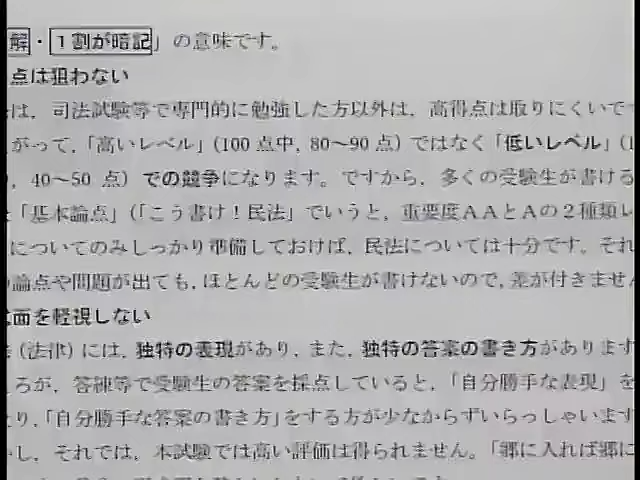 解・1割が暗記」の意味です。
点は狙わない
は，司法試験等で専門的に勉強した方以外は，高得点は取りにくいで
がって，「高いレベル」(100 点中，80～90 点）ではなく「低いレベル」(1
，40～50 点）での競争になります。ですから，多くの受験生が書ける
「基本論点」（「こう書け！民法」でいうと，重要度ＡＡとＡの２種類レ
についてのみしっかり準備しておけば，民法については十分です。それ
論点や問題が出ても，ほとんどの受験生が書けないので，差が付きません
面を軽視しない
（法律）には，独特の表現があり，また，独特の答案の書き方があります
ろが，答練等で受験生の答案を採点していると，「自分勝手な表現」を
り，「自分勝手な答案の書き方」をする方が少なからずいらっしゃいます
し，それでは，本試験では高い評価は得られません。「郷に入れば郷に